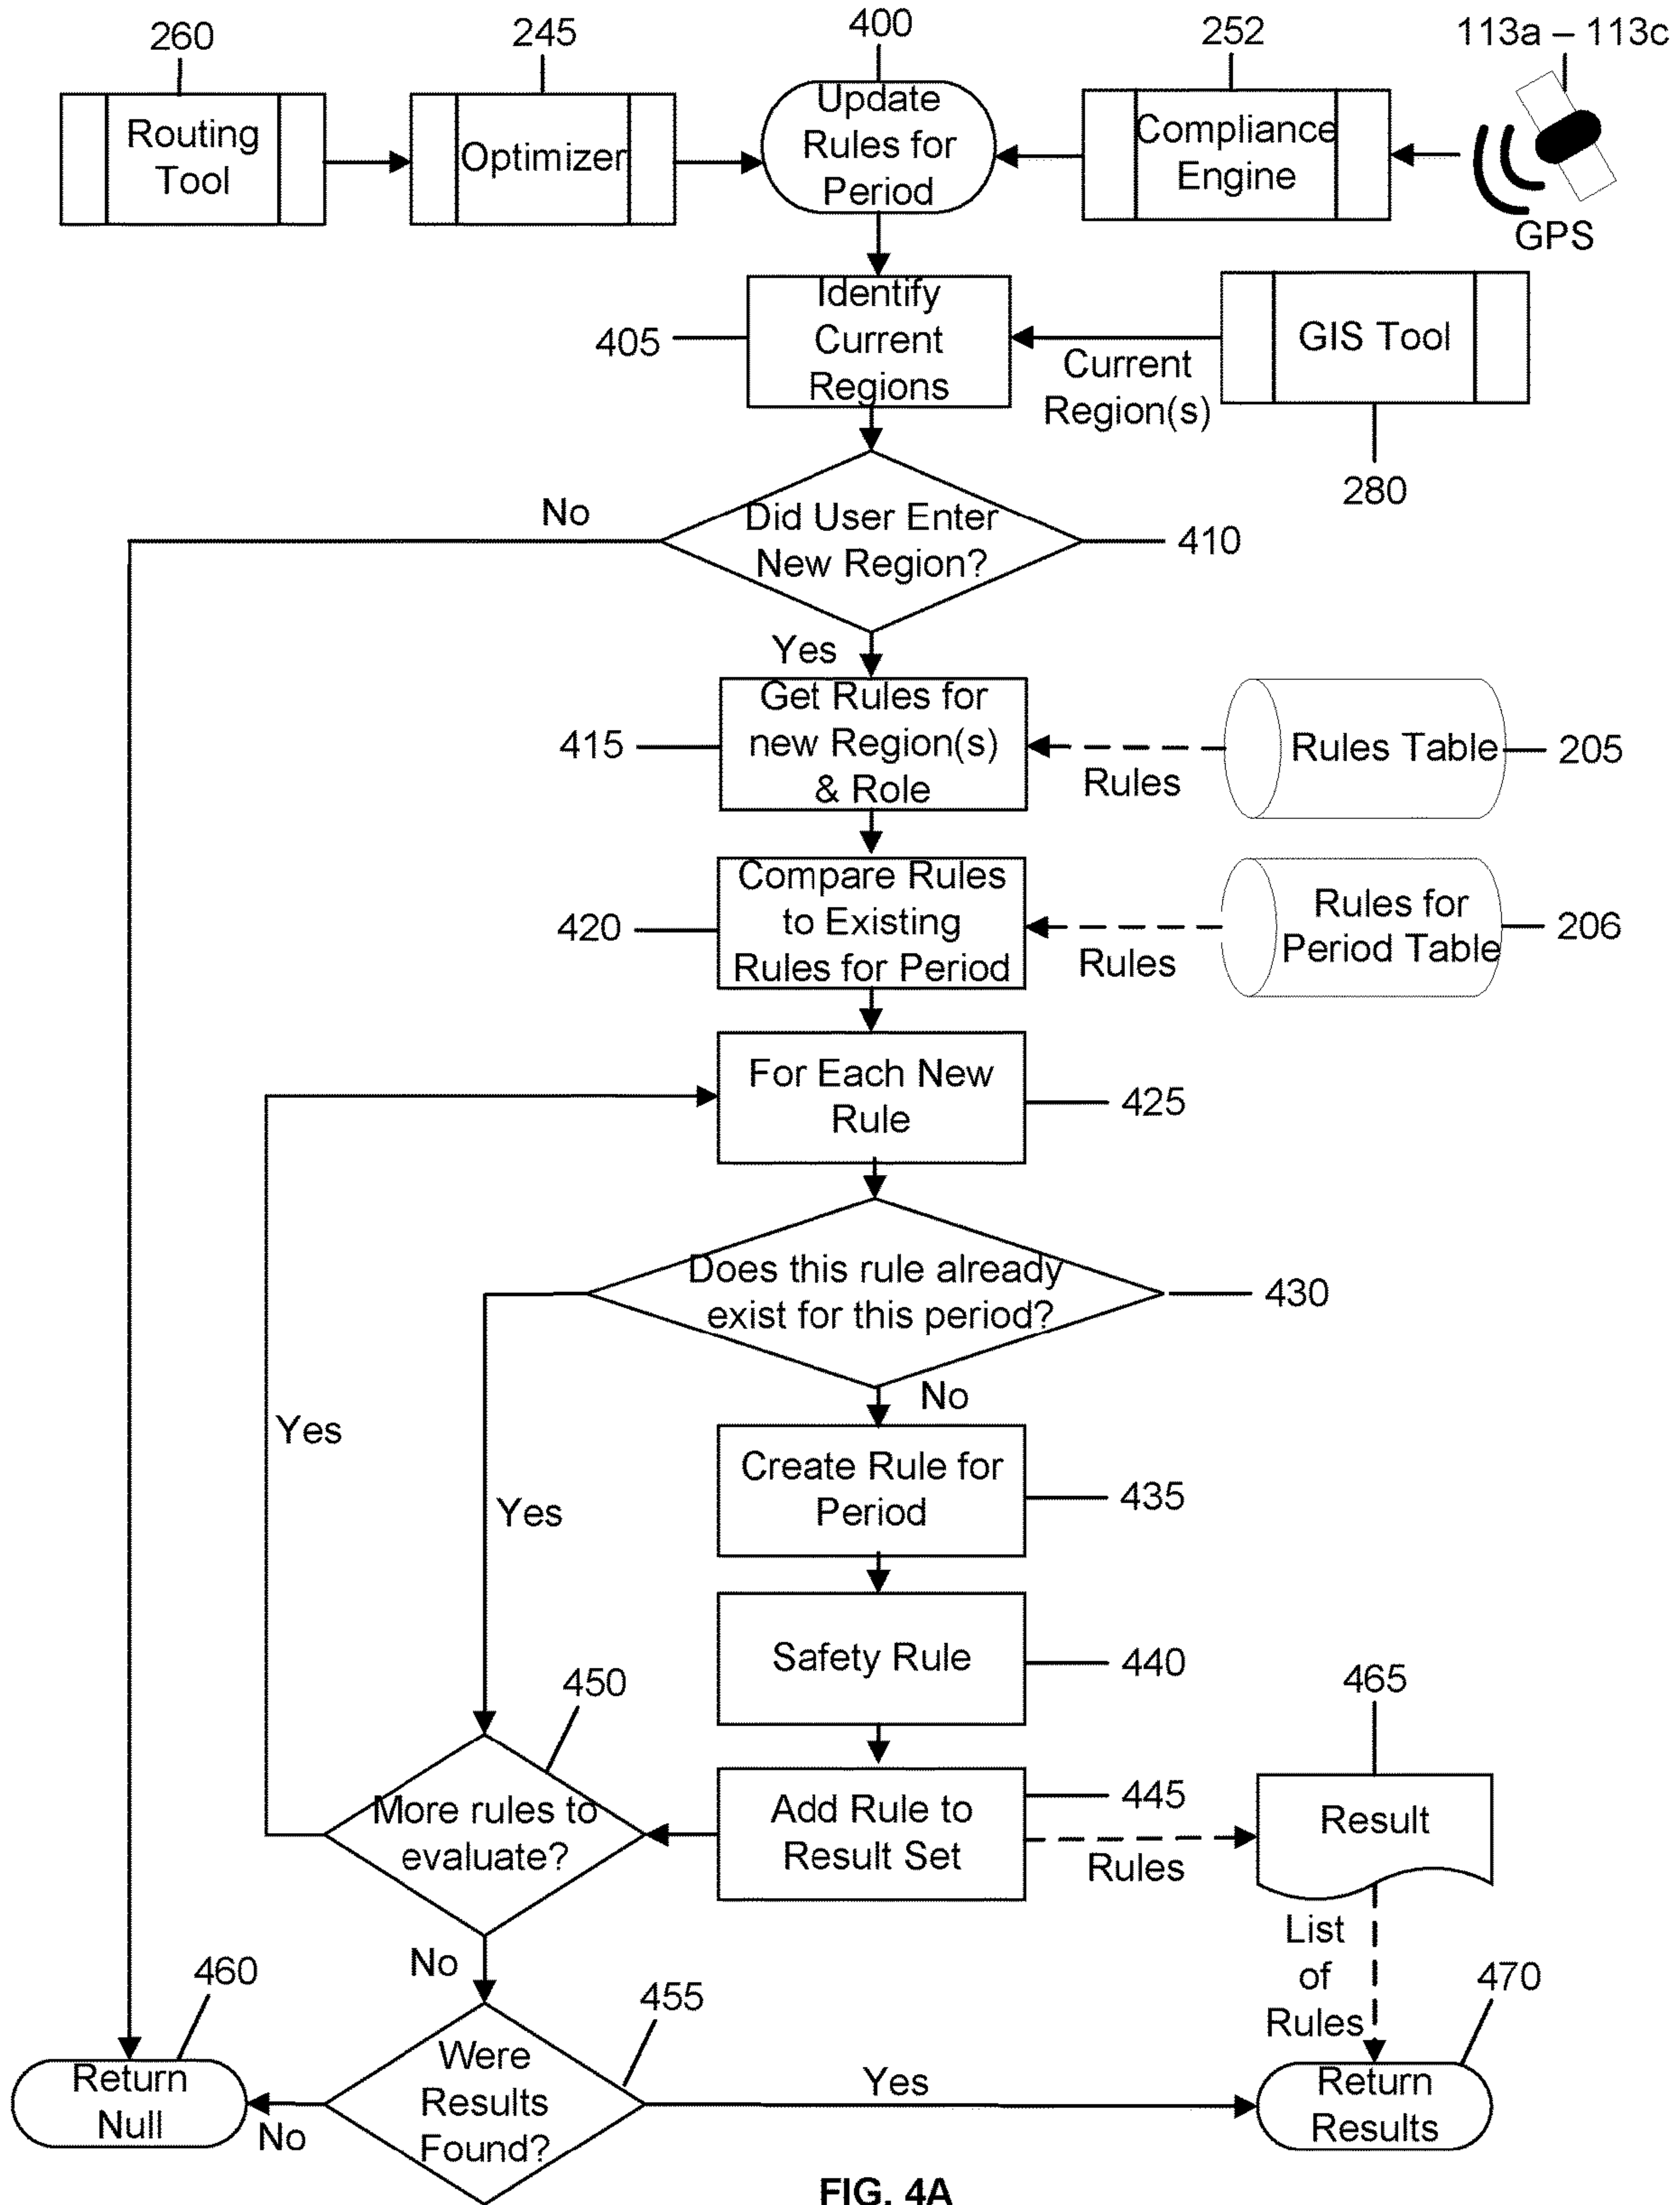 260
245
400
252
113a – 113c
Routing
Tool
Optimizer
Update
Rules for
Period
Compliance
Engine
GPS
405
Identify
Current
Regions
Current
Region(s)
GIS Tool
280
No
Did User Enter
New Region?
410
Yes
415
Get Rules for
new Region(s)
& Role
Rules
Rules Table
205
420
Compare Rules
to Existing
Rules for Period
Rules
Rules for
Period Table
206
For Each New
Rule
425
Does this rule already
exist for this period?
430
No
Yes
Yes
Create Rule for
Period
435
Safety Rule
440
450
More rules to
evaluate?
Add Rule to
Result Set
445
Rules
465
Result
List
of
Rules
No
460
455
470
Return
Null
No
Were
Results
Found?
Yes
Return
Results
FIG. 4A